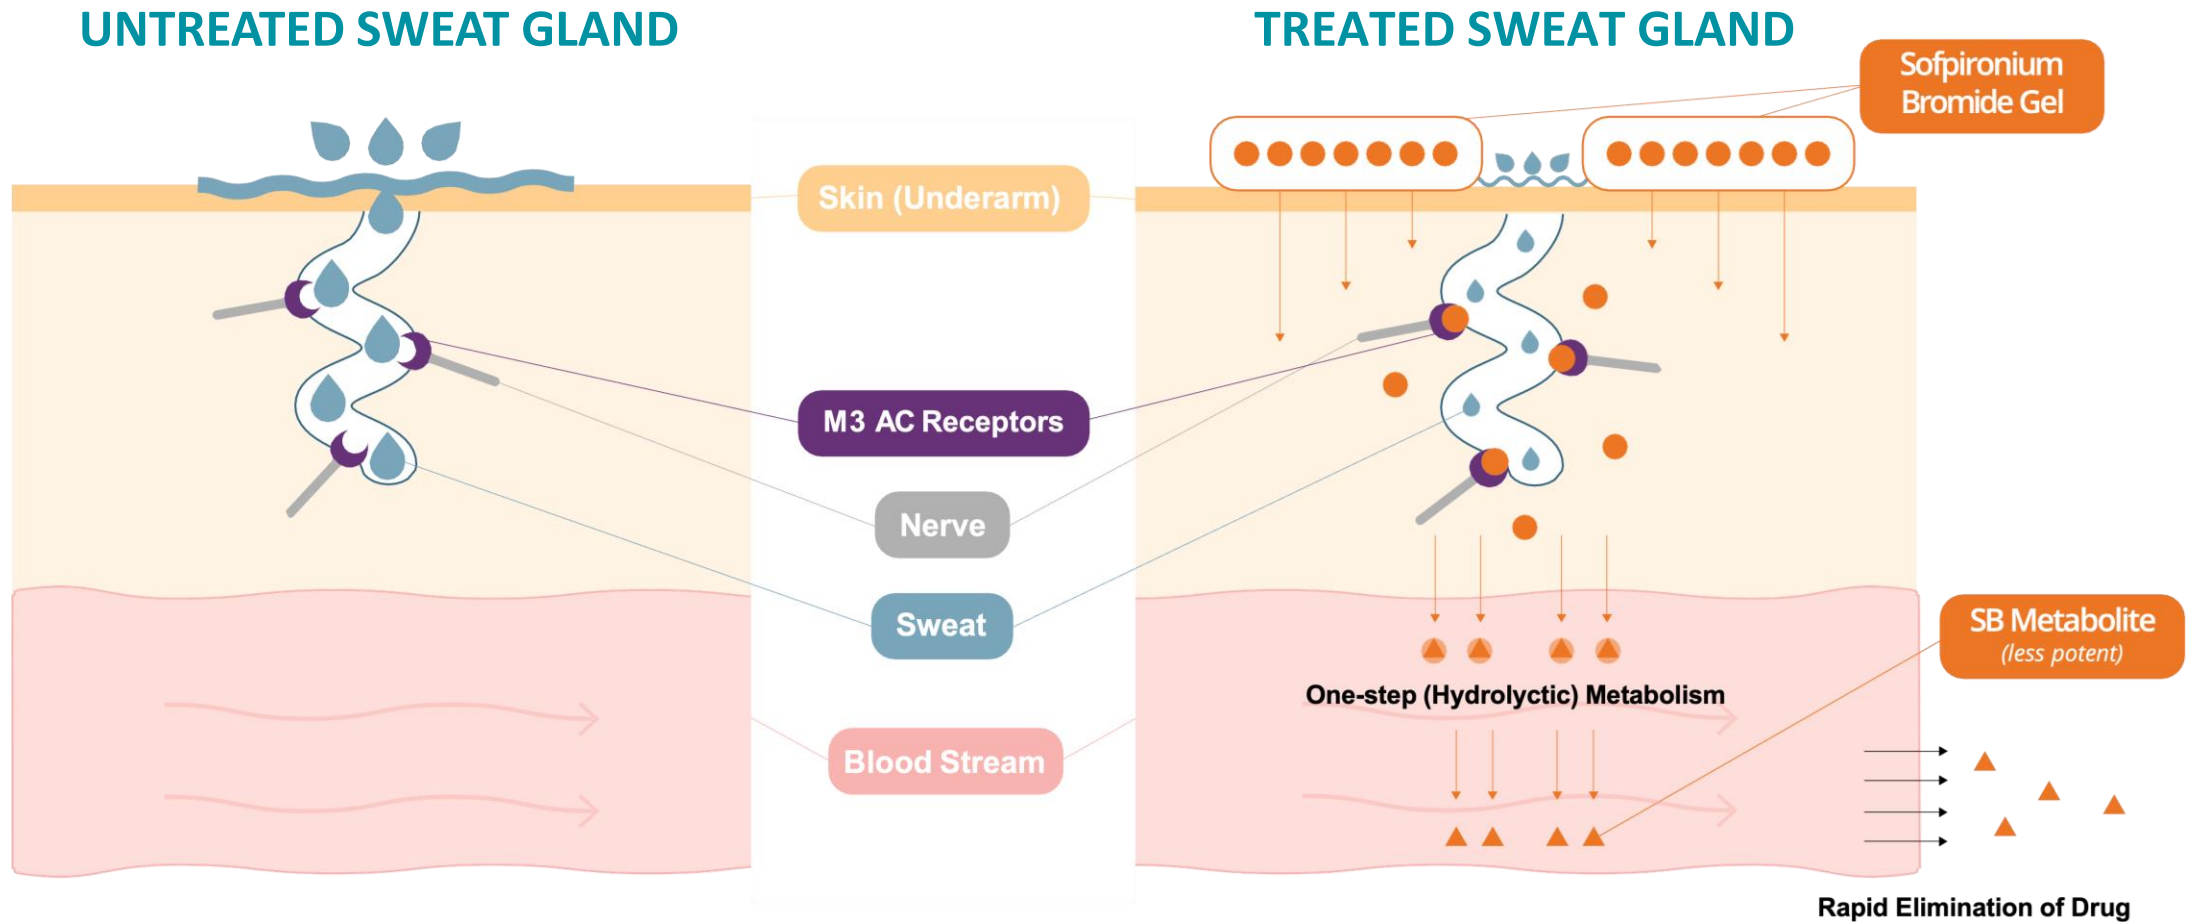 UNTREATED SWEAT GLAND
TREATED SWEAT GLAND
Sofpironium
Bromide Gel
Skin (Underarm)
M3 AC Receptors
Nerve
Sweat
SB Metabolite
(less potent)
One-step (Hydrolyctic) Metabolism
Blood Stream
Rapid Elimination of Drug